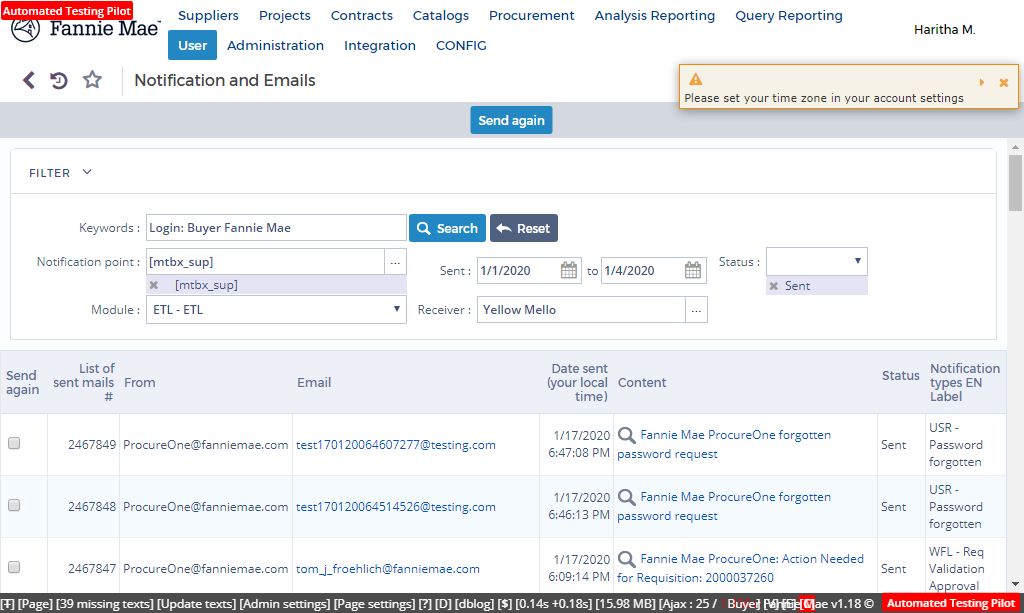 Automated Testing Pilot
Fannie Mae
Suppliers Projects Contracts Catalogs Procurement Analysis Reporting Query Reporting
User Administration Integration CONFIG
Haritha M.
Notification and Emails
Please set your time zone in your account settings
Send again
FILTER
Keywords : Login: Buyer Fannie Mae Search Reset
Notification point : [mtbx_sup] ...
[mtbx_sup]
Sent : 1/1/2020 to 1/4/2020
Status :
Sent
Module : ETL - ETL Receiver : Yellow Mello ...
Send again List of sent mails # From Email Date sent (your local time) Content Status Notification types EN Label
2467849 ProcureOne@fanniemae.com test170120064607277@testing.com 1/17/2020 6:47:08 PM Fannie Mae ProcureOne forgotten password request Sent USR - Password forgotten
2467848 ProcureOne@fanniemae.com test170120064514526@testing.com 1/17/2020 6:46:13 PM Fannie Mae ProcureOne forgotten password request Sent USR - Password forgotten
2467847 ProcureOne@fanniemae.com tom_j_froehlich@fanniemae.com 1/17/2020 6:09:14 PM Fannie Mae ProcureOne: Action Needed for Requisition: 2000037260 Sent WFL - Req Validation Approval
[Ŧ] [Page] [39 missing texts] [Update texts] [Admin settings] [Page settings] [?] [D] [dblog] [$] [0.14s +0.18s] [15.98 MB] [Ajax : 25 / Buyer v1.18 © Automated Testing Pilot